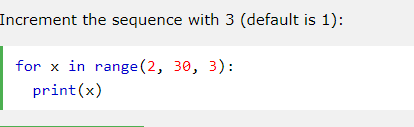 Increment the sequence with 3 (default is 1):
for x in range(2, 30, 3):
  print(x)